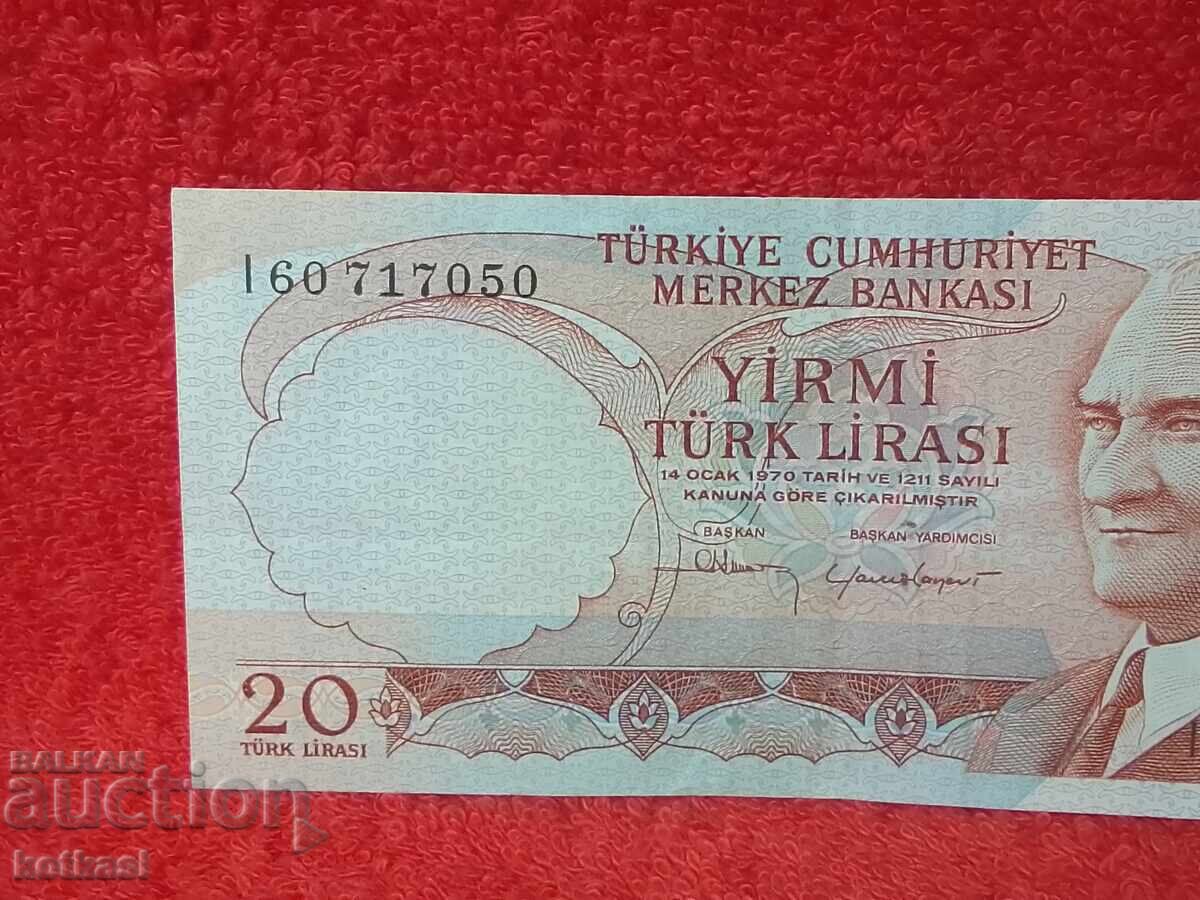 I60 717050
TÜRKİYE CUMHURİYET
MERKEZ BANKASI
YİRMİ
TÜRK LİRASI
14 OCAK 1970 TARİH VE 1211 SAYILI
KANUNA GÖRE ÇIKARILMIŞTIR
BAŞKAN BAŞKAN YARDIMCISI
20
TÜRK LİRASI
BALKAN
auction
kotkasl